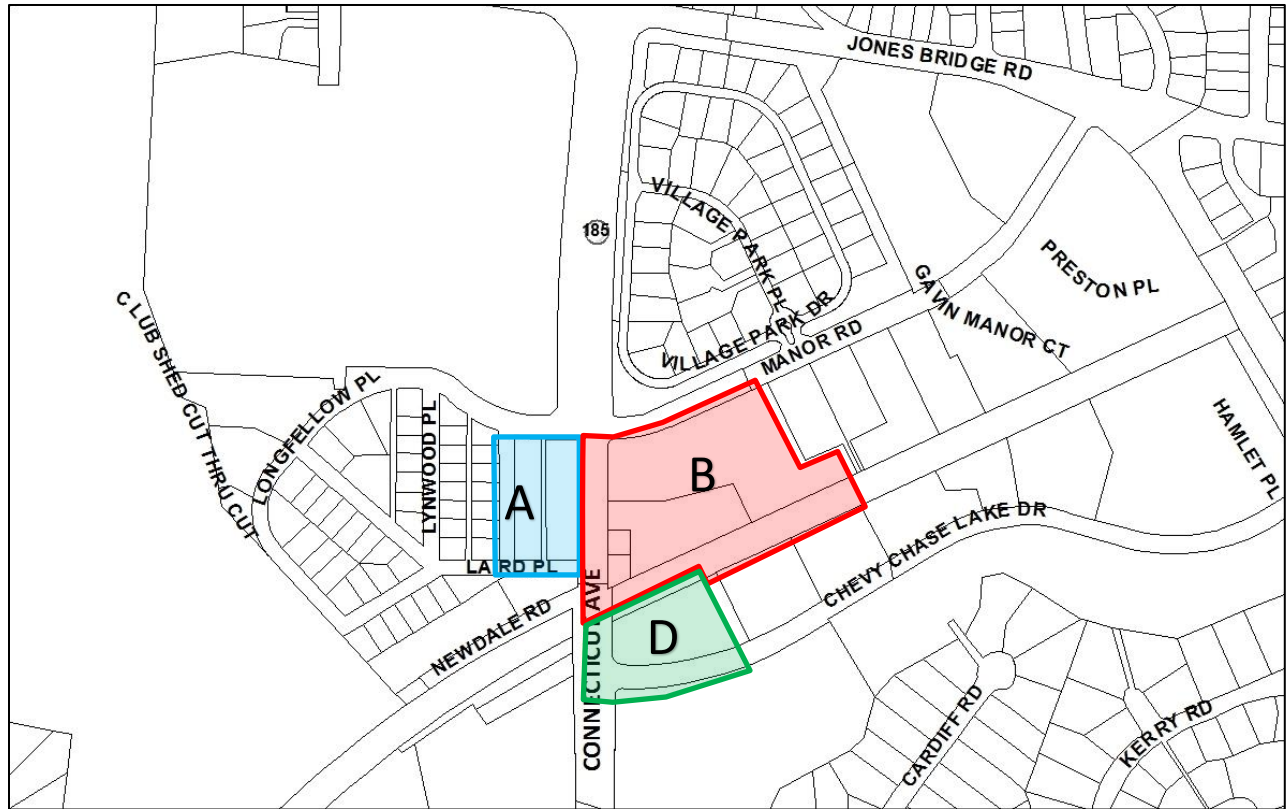 JONES BRIDGE RD
VILLAGE PARK PL
185
PRESTON PL
GAVIN MANOR CT
C LUB SHED CUT THRU CUT
VILLAGE PARK DR
MANOR RD
LONGFELLOW PL
LYNWOOD PL
HAMLET PL
A
B
CHEVY CHASE LAKE DR
LAIRD PL
NEWDALE RD
CONNECTICUT AVE
D
CARDIFF RD
KERRY RD